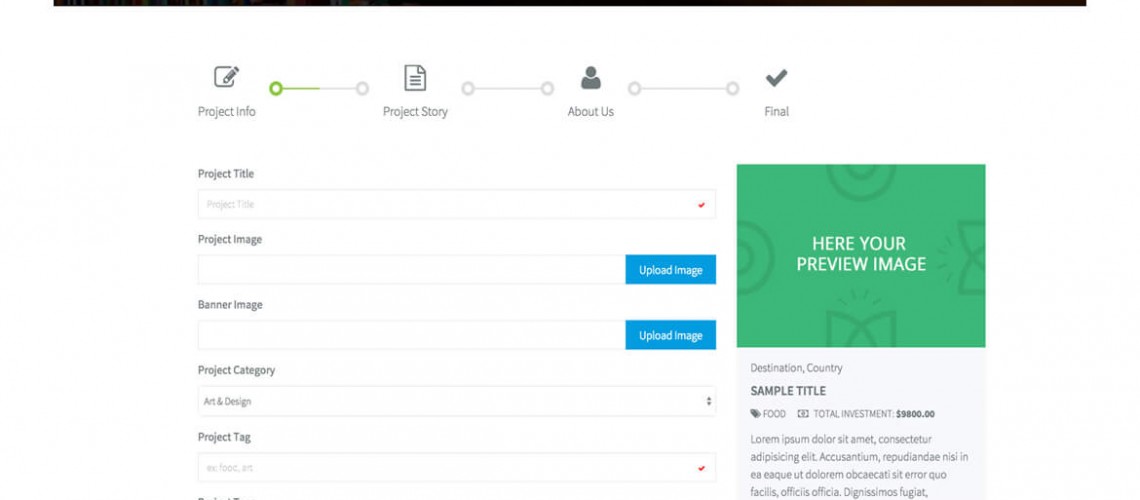 Project Info
Project Story
About Us
Final
Project Title
Project Title
Project Image
Upload Image
Banner Image
Upload Image
Project Category
Art & Design
Project Tag
ex: food, art
HERE YOUR
PREVIEW IMAGE
Destination, Country
SAMPLE TITLE
FOOD TOTAL INVESTMENT: $9800.00
Lorem ipsum dolor sit amet, consectetur
adipisicing elit. Accusantium, repudiandae nisi in
ea eaque ut dolorem obcaecati sit error quo
facilis, officiis officia. Dignissimos fugiat,